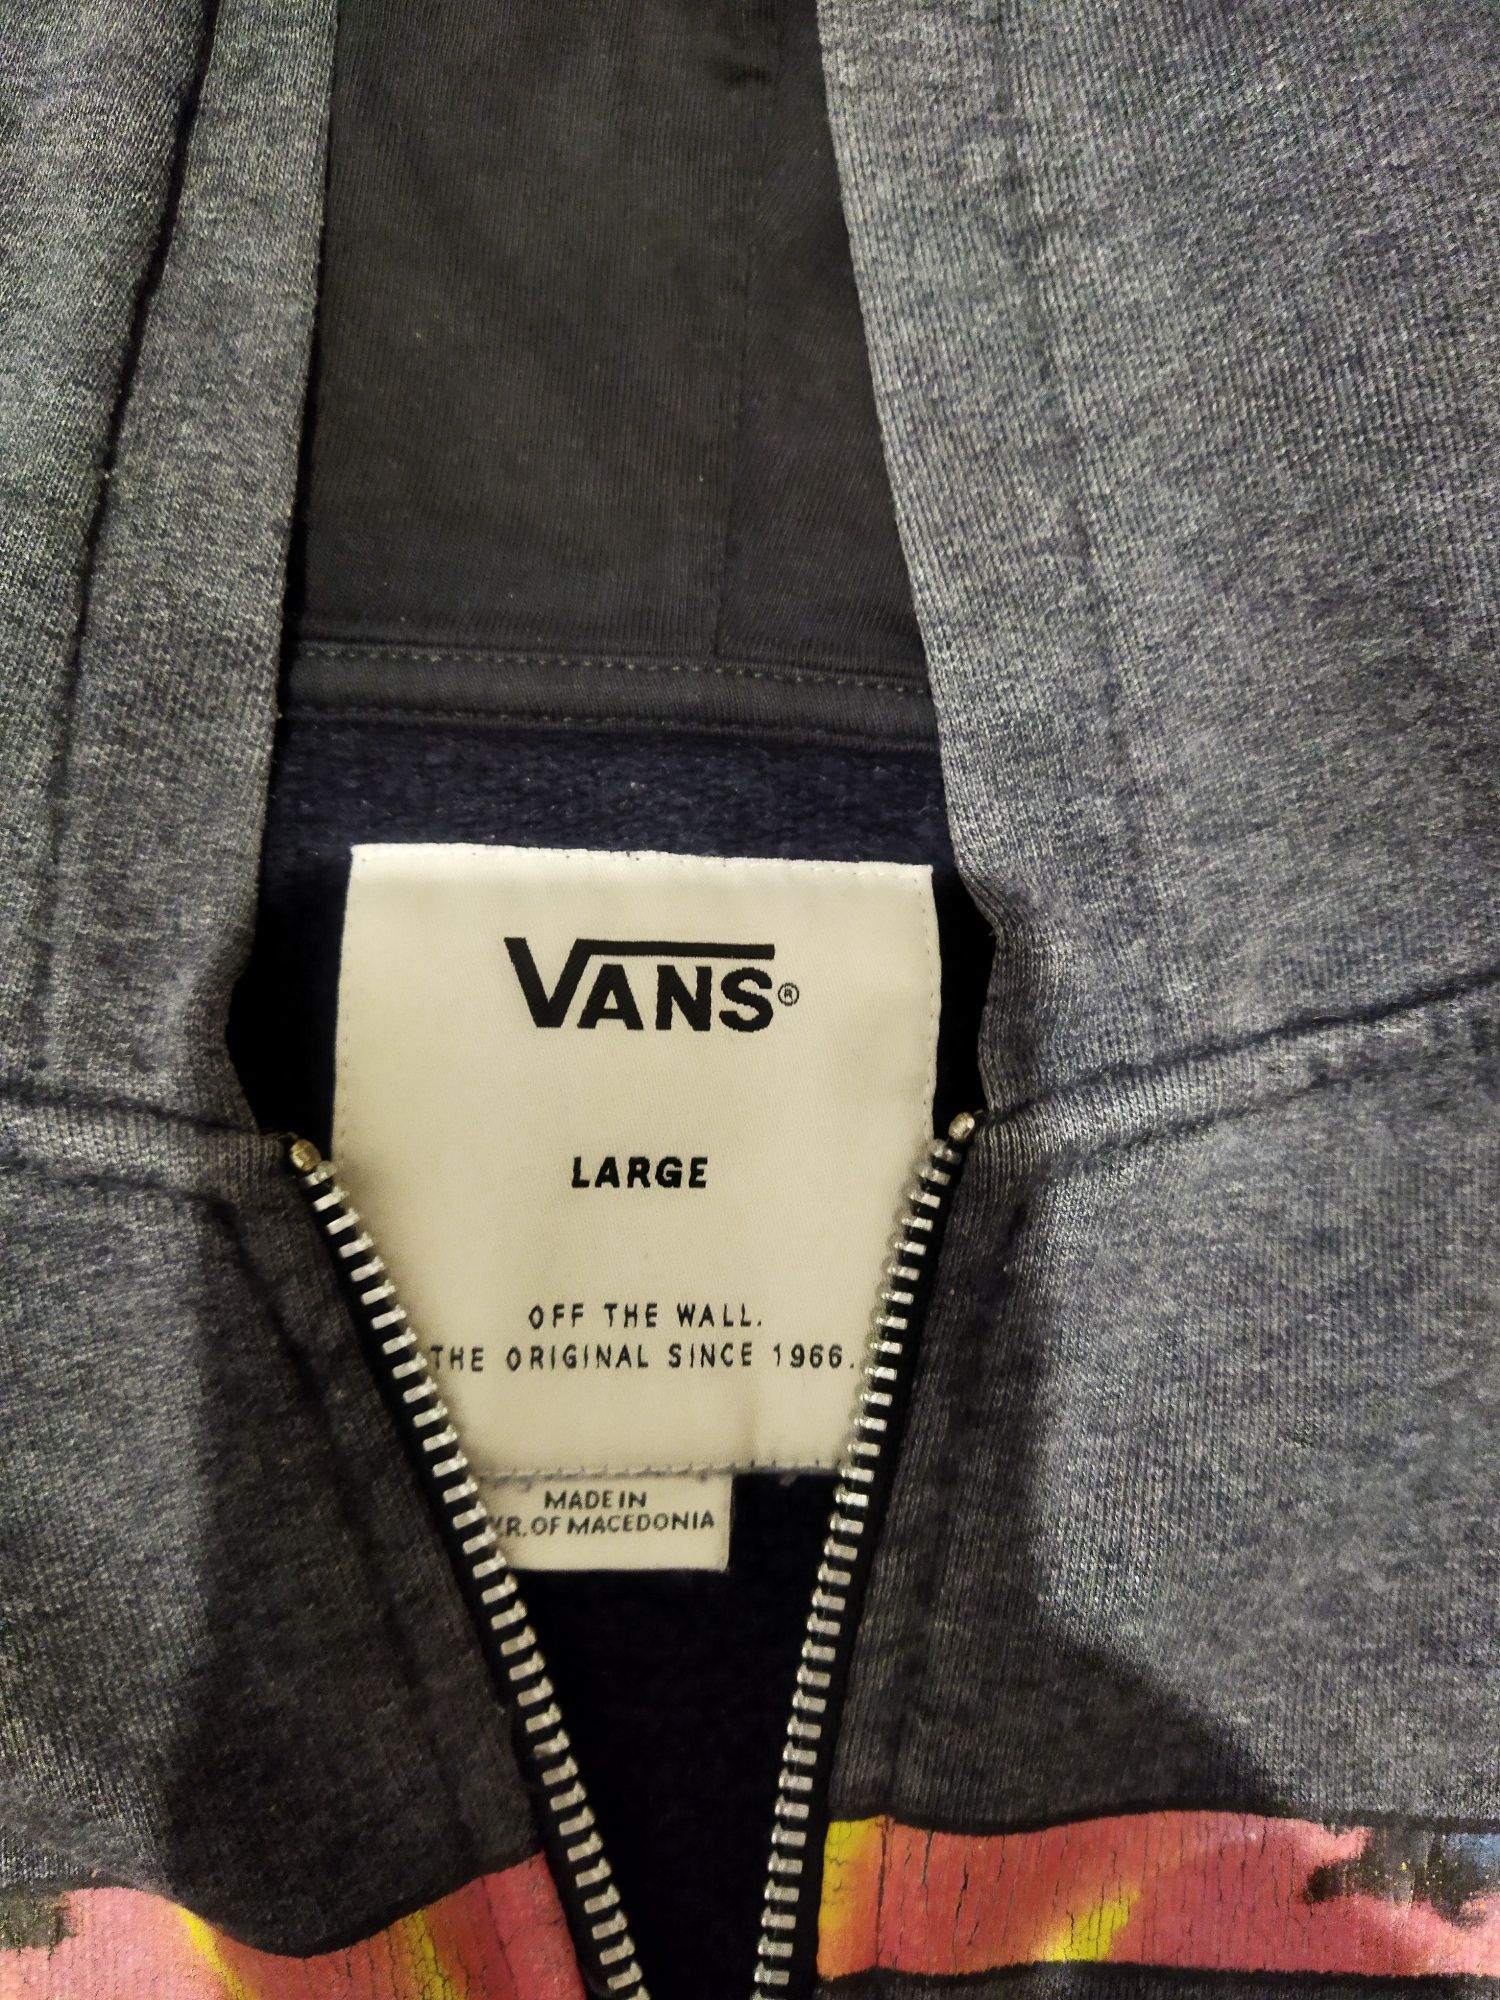 VANS®
LARGE
OFF THE WALL.
THE ORIGINAL SINCE 1966.
MADE IN
Y.R. OF MACEDONIA